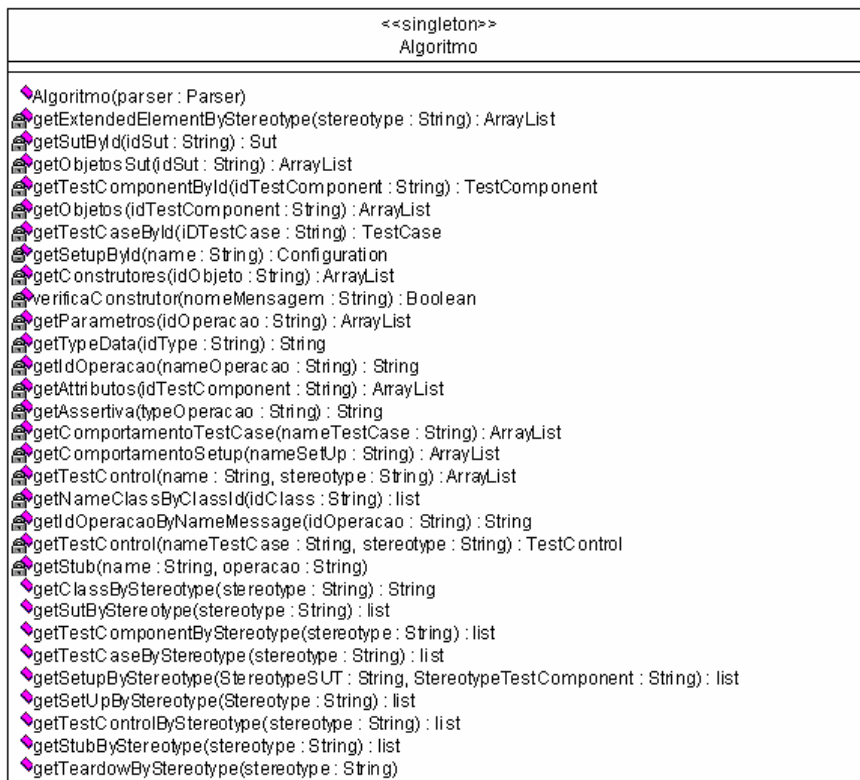 <<singleton>>
Algoritmo
Algoritmo(parser : Parser)
getExtendedElementByStereotype(stereotype : String) : ArrayList
getSutById(idSut : String) : Sut
getObjetosSut(idSut : String) : ArrayList
getTestComponentById(idTestComponent : String) : TestComponent
getObjetos(idTestComponent : String) : ArrayList
getTestCaseById(iDTestCase : String) : TestCase
getSetupById(name : String) : Configuration
getConstrutores(idObjeto : String) : ArrayList
verificaConstrutor(nomeMensagem : String) : Boolean
getParametros(idOperacao : String) : ArrayList
getTypeData(idType : String) : String
getIdOperacao(nameOperacao : String) : String
getAttributos(idTestComponent : String) : ArrayList
getAssertiva(typeOperacao : String) : String
getComportamentoTestCase(nameTestCase : String) : ArrayList
getComportamentoSetup(nameSetUp : String) : ArrayList
getTestControl(name : String, stereotype : String) : ArrayList
getNameClassByClassId(idClass : String) : list
getIdOperacaoByNameMessage(idOperacao : String) : String
getTestControl(nameTestCase : String, stereotype : String) : TestControl
getStub(name : String, operacao : String)
getClassByStereotype(stereotype : String) : String
getSutByStereotype(stereotype : String) : list
getTestComponentByStereotype(stereotype : String) : list
getTestCaseByStereotype(stereotype : String) : list
getSetupByStereotype(StereotypeSUT : String, StereotypeTestComponent : String) : list
getSetUpByStereotype(Stereotype : String) : list
getTestControlByStereotype(stereotype : String) : list
getStubByStereotype(stereotype : String) : list
getTeardowByStereotype(stereotype : String)